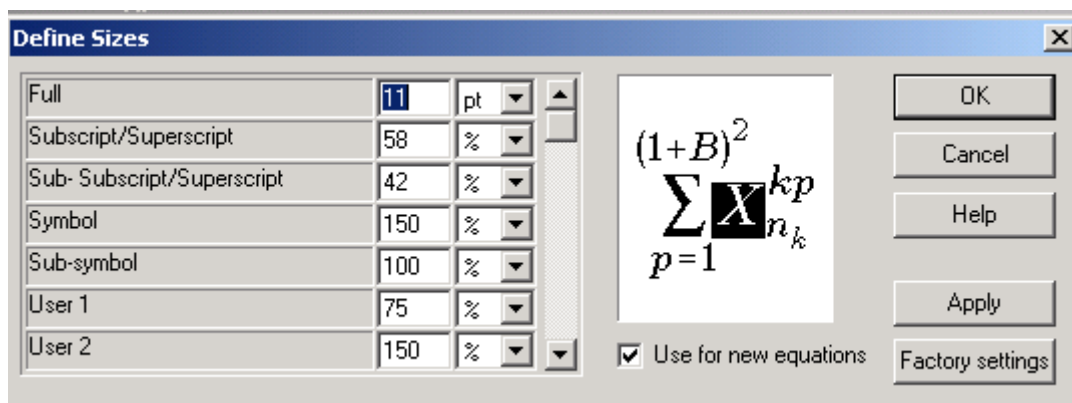 Define Sizes
Full 11 pt
Subscript/Superscript 58 %
Sub- Subscript/Superscript 42 %
Symbol 150 %
Sub-symbol 100 %
User 1 75 %
User 2 150 %
(1+B)²
∑ X kp
n k
p=1
Use for new equations
OK
Cancel
Help
Apply
Factory settings